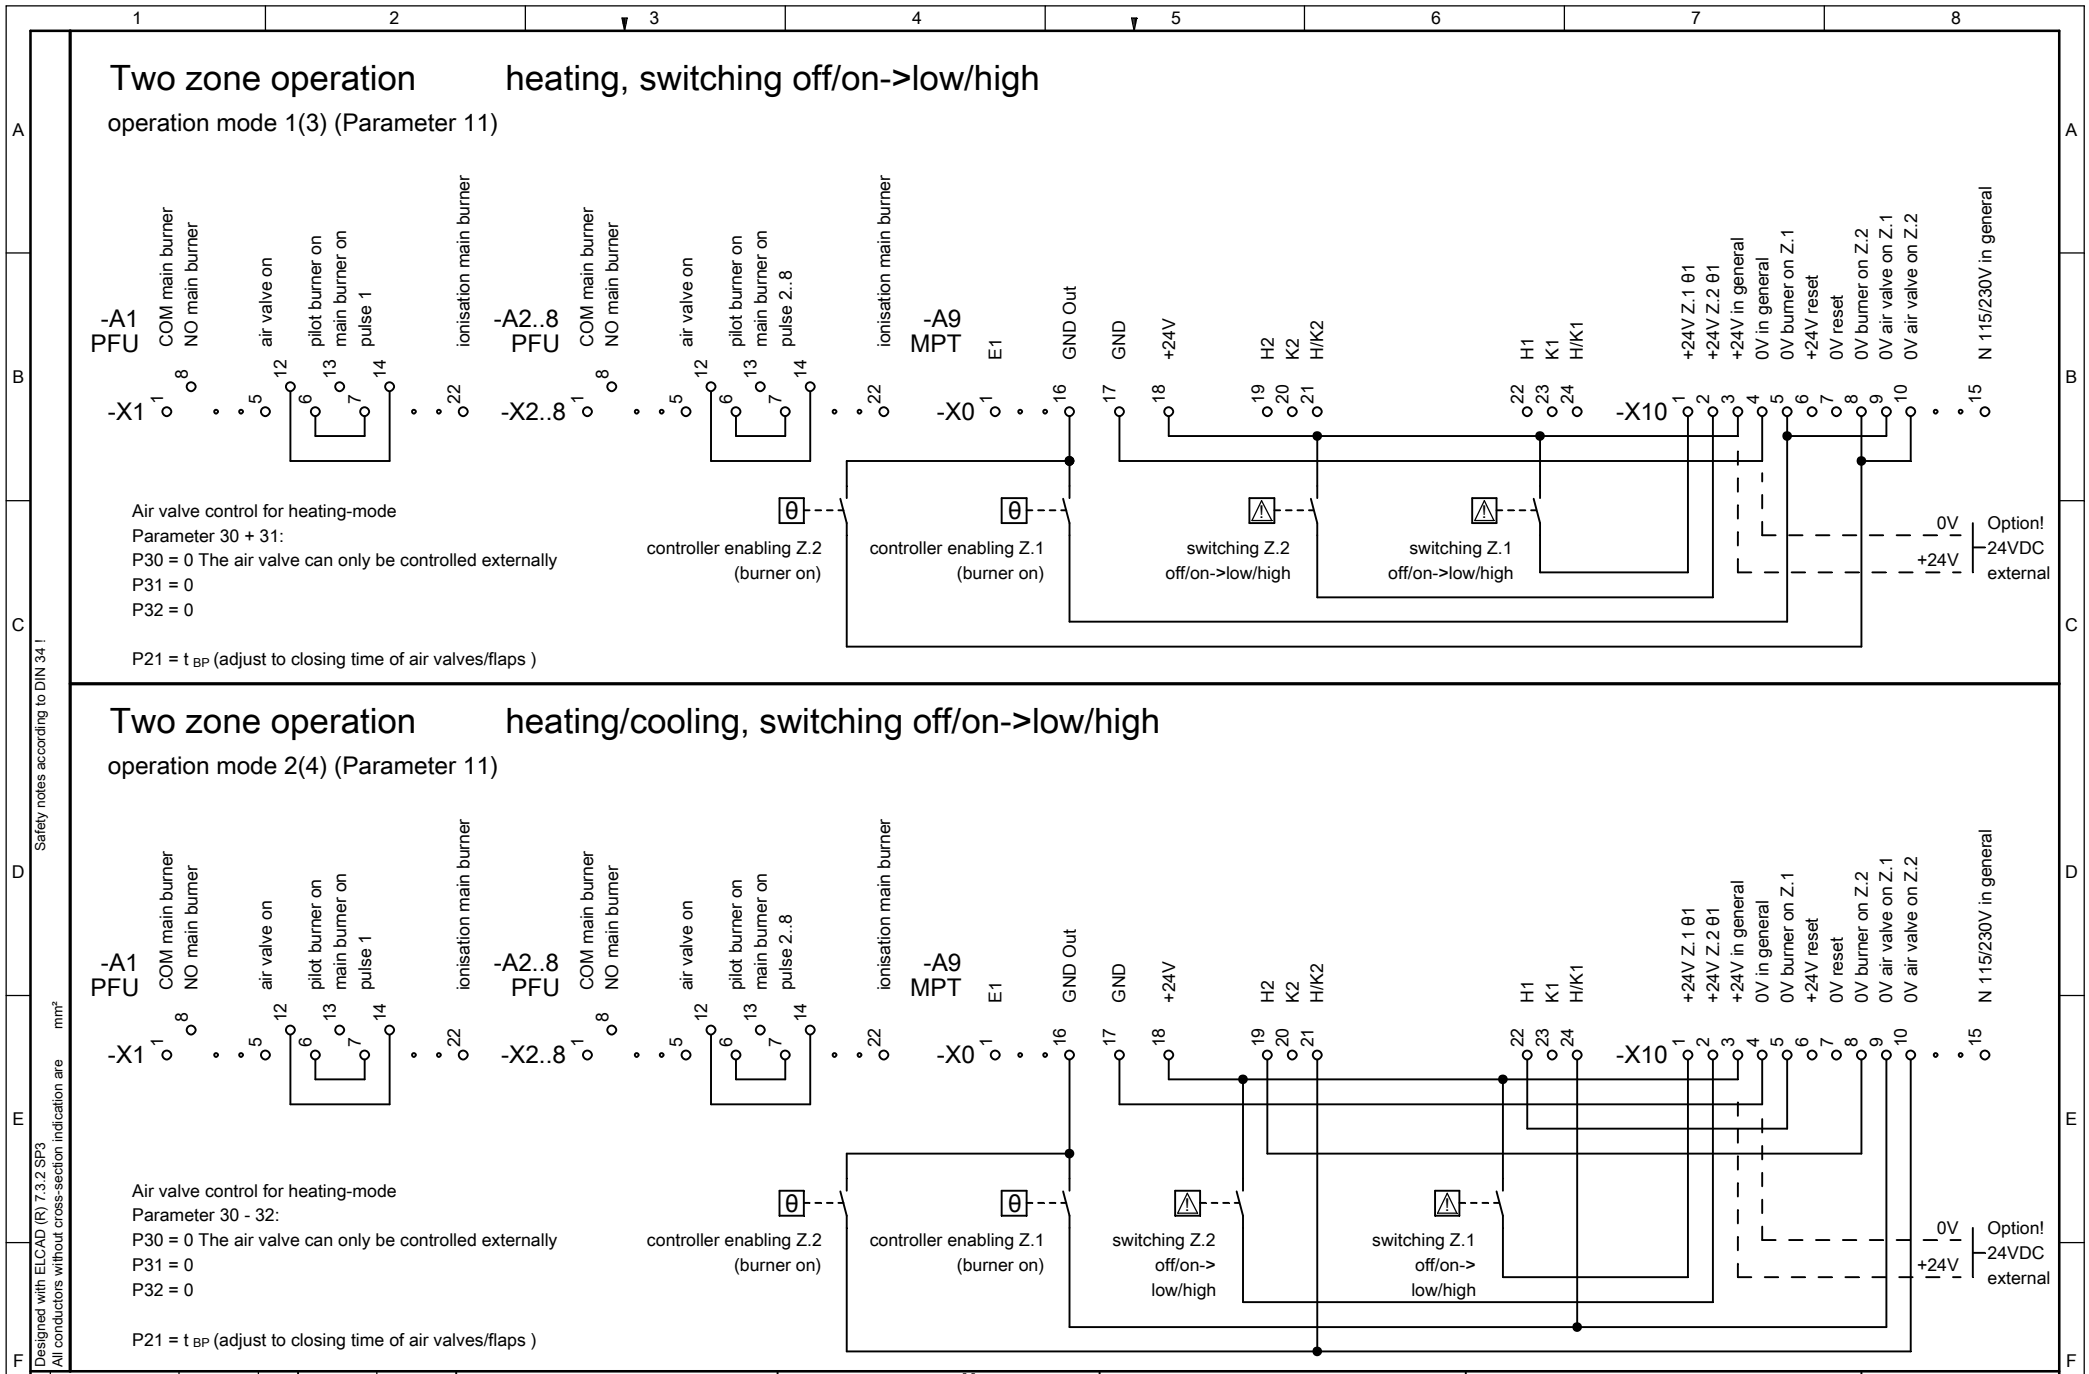 1 2 3 4 5 6 7 8
Two zone operation heating, switching off/on->low/high
operation mode 1(3) (Parameter 11)
A A
-A1
PFU
COM main burner
NO main burner
air valve on
pilot burner on
main burner on
pulse 1
ionisation main burner
-A2..8
PFU
COM main burner
NO main burner
air valve on
pilot burner on
main burner on
pulse 2..8
ionisation main burner
-A9
MPT
E1
GND Out
GND
+24V
H2
K2
H/K2
H1
K1
H/K1
+24V Z.1 θ1
+24V Z.2 θ1
+24V in general
0V in general
0V burner on Z.1
+24V reset
0V reset
0V burner on Z.2
0V air valve on Z.1
0V air valve on Z.2
N 115/230V in general
B B
-X1 1 8 5 12 6 13 7 14 22
-X2..8 1 8 5 12 6 13 7 14 22
-X0 1 16 17 18 19 20 21 22 23 24
-X10 1 2 3 4 5 6 7 8 9 10 15
Air valve control for heating-mode
Parameter 30 + 31:
P30 = 0 The air valve can only be controlled externally
P31 = 0
P32 = 0
P21 = t BP (adjust to closing time of air valves/flaps )
θ
controller enabling Z.2
(burner on)
θ
controller enabling Z.1
(burner on)
switching Z.2
off/on->low/high
switching Z.1
off/on->low/high
0V
+24V
Option!
24VDC
external
C C
Two zone operation heating/cooling, switching off/on->low/high
operation mode 2(4) (Parameter 11)
D D
-A1
PFU
COM main burner
NO main burner
air valve on
pilot burner on
main burner on
pulse 1
ionisation main burner
-A2..8
PFU
COM main burner
NO main burner
air valve on
pilot burner on
main burner on
pulse 2..8
ionisation main burner
-A9
MPT
E1
GND Out
GND
+24V
H2
K2
H/K2
H1
K1
H/K1
+24V Z.1 θ1
+24V Z.2 θ1
+24V in general
0V in general
0V burner on Z.1
+24V reset
0V reset
0V burner on Z.2
0V air valve on Z.1
0V air valve on Z.2
N 115/230V in general
-X1 1 8 5 12 6 13 7 14 22
-X2..8 1 8 5 12 6 13 7 14 22
-X0 1 16 17 18 19 20 21 22 23 24
-X10 1 2 3 4 5 6 7 8 9 10 15
E E
Air valve control for heating-mode
Parameter 30 - 32:
P30 = 0 The air valve can only be controlled externally
P31 = 0
P32 = 0
P21 = t BP (adjust to closing time of air valves/flaps )
θ
controller enabling Z.2
(burner on)
θ
controller enabling Z.1
(burner on)
switching Z.2
off/on->
low/high
switching Z.1
off/on->
low/high
0V
+24V
Option!
24VDC
external
F F
Safety notes according to DIN 34 !
Designed with ELCAD (R) 7.3.2 SP3
All conductors without cross-section indication are mm²